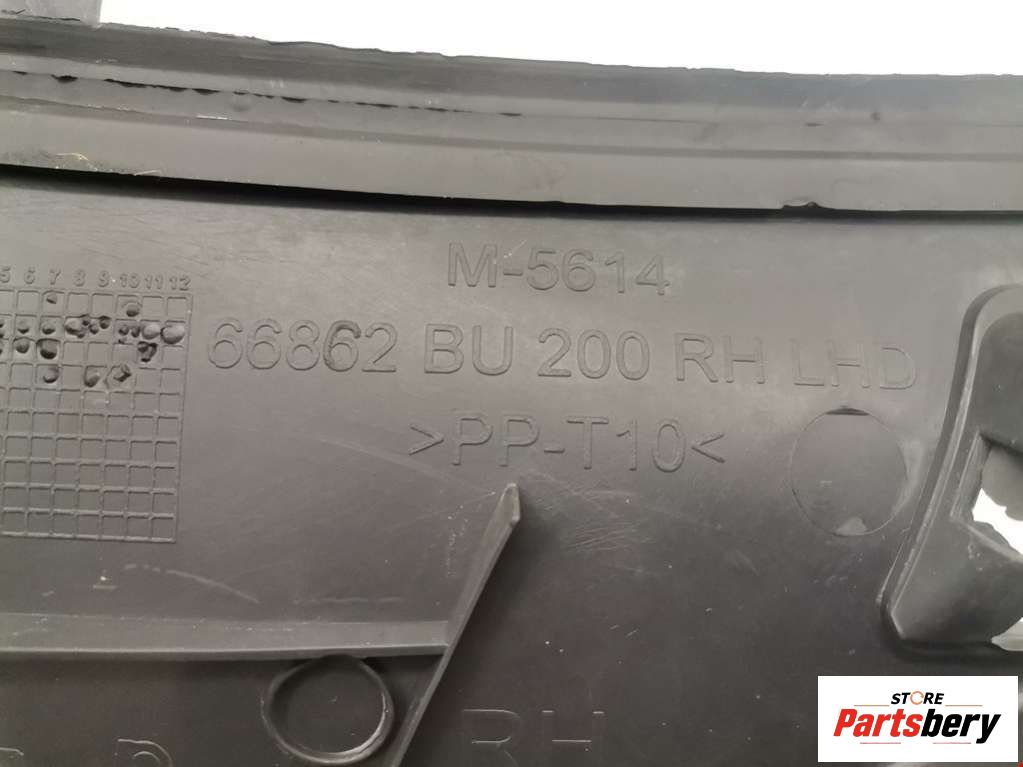 M-5614
5 6 7 8 9 10 11 12
66862 BU 200 RH LHD
>PP-T10<
RH
STORE
Partsbery